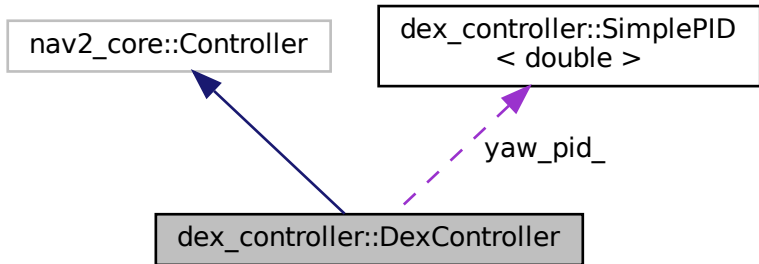 nav2_core::Controller
dex_controller::SimplePID
< double >
yaw_pid_
dex_controller::DexController